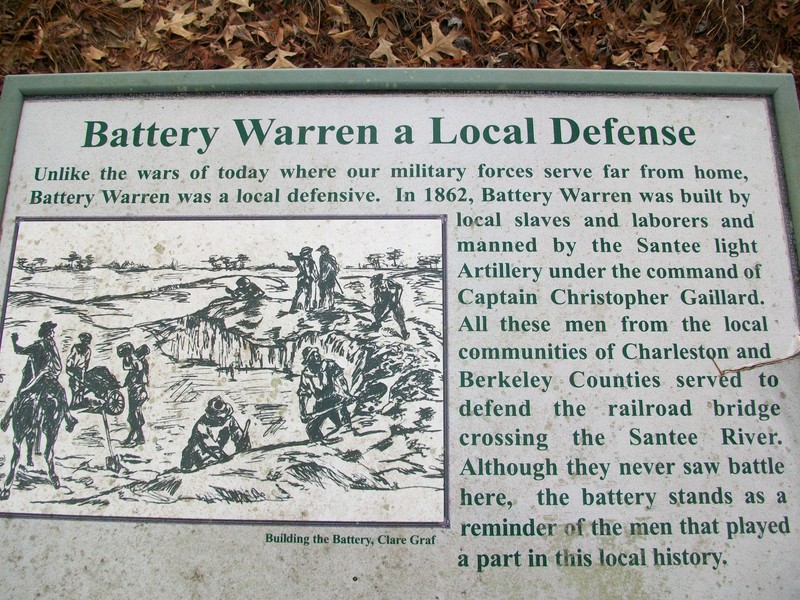 Battery Warren a Local Defense
Unlike the wars of today where our military forces serve far from home,
Battery Warren was a local defensive. In 1862, Battery Warren was built by
local slaves and laborers and
manned by the Santee light
Artillery under the command of
Captain Christopher Gaillard.
All these men from the local
communities of Charleston and
Berkeley Counties served to
defend the railroad bridge
crossing the Santee River.
Although they never saw battle
here, the battery stands as a
reminder of the men that played
a part in this local history.
Building the Battery, Clare Graf